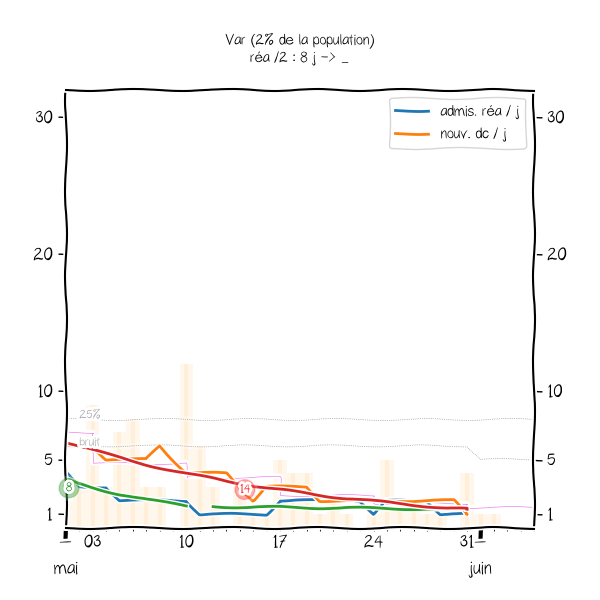 Var (2% de la population)
réa /2 : 8 j -> _
admis. réa / j
nouv. dc / j
30
30
20
20
10
10
25%
bruit
5
5
8
14
1
1
03
10
17
24
31
mai
juin